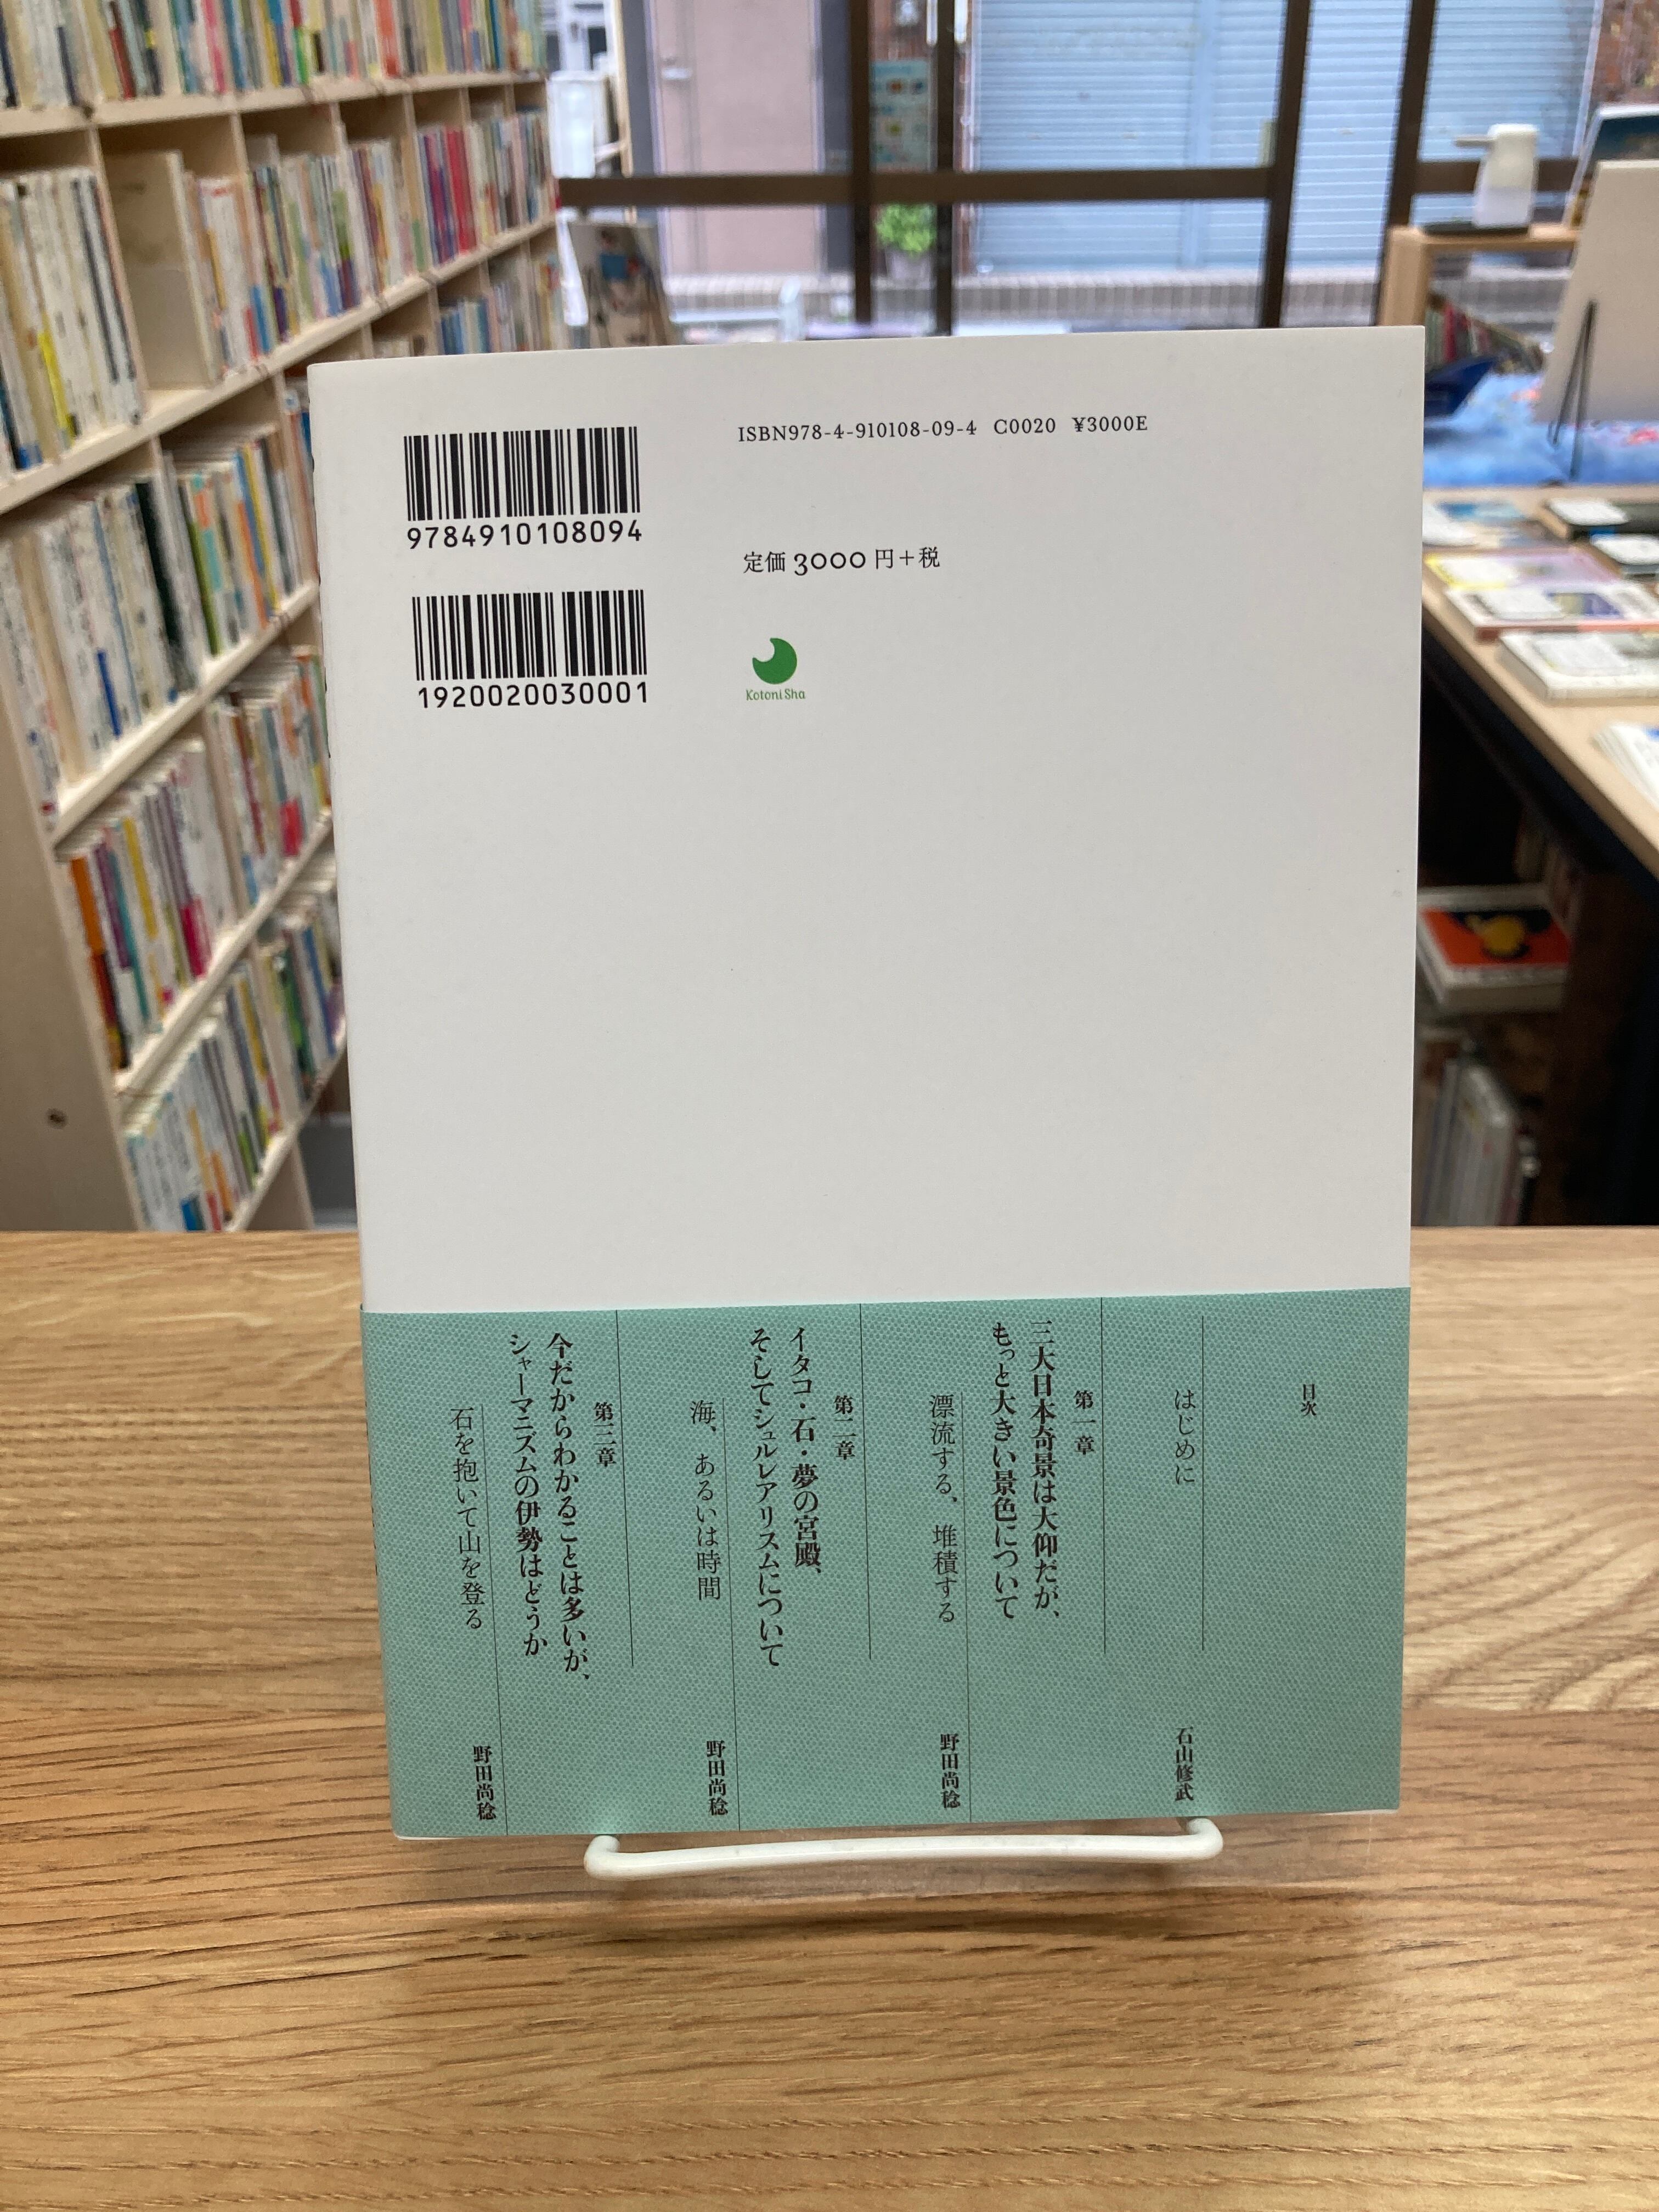 ISBN978-4-910108-09-4 C0020 ¥3000E
9784910108094
定価 3000 円＋税
1920020030001
Kotoni Sha
目次
はじめに
石山修武
第一章
三大日本奇景は大仰だが、
もっと大きい景色について
漂流する、堆積する
野田尚稔
第二章
イタコ・石・夢の宮殿、
そしてシュルレアリスムについて
海、あるいは時間
野田尚稔
第三章
今だからわかることは多いが、
シャーマニズムの伊勢はどうか
石を抱いて山を登る
野田尚稔